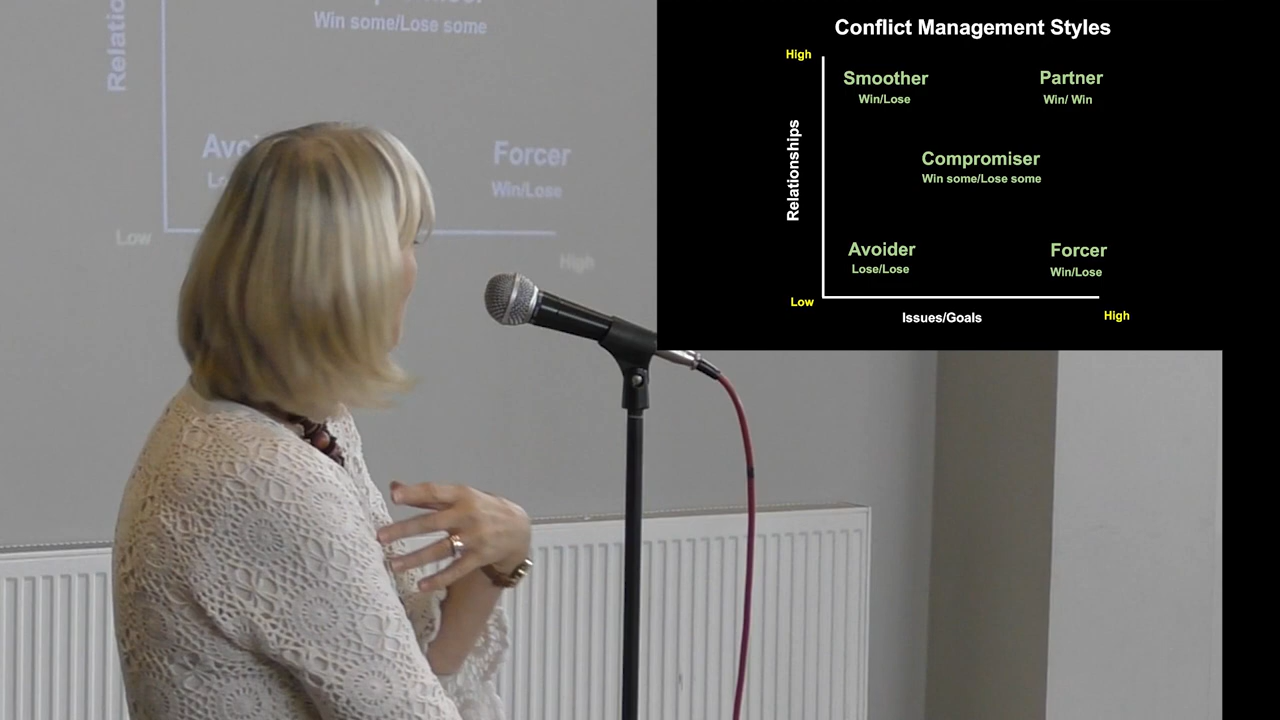 Relatio
Win some/Lose some
Forcer
Win/Lose
Low
High
Conflict Management Styles
High
Smoother
Win/Lose
Partner
Win/ Win
Relationships
Compromiser
Win some/Lose some
Avoider
Lose/Lose
Forcer
Win/Lose
Low
Issues/Goals
High